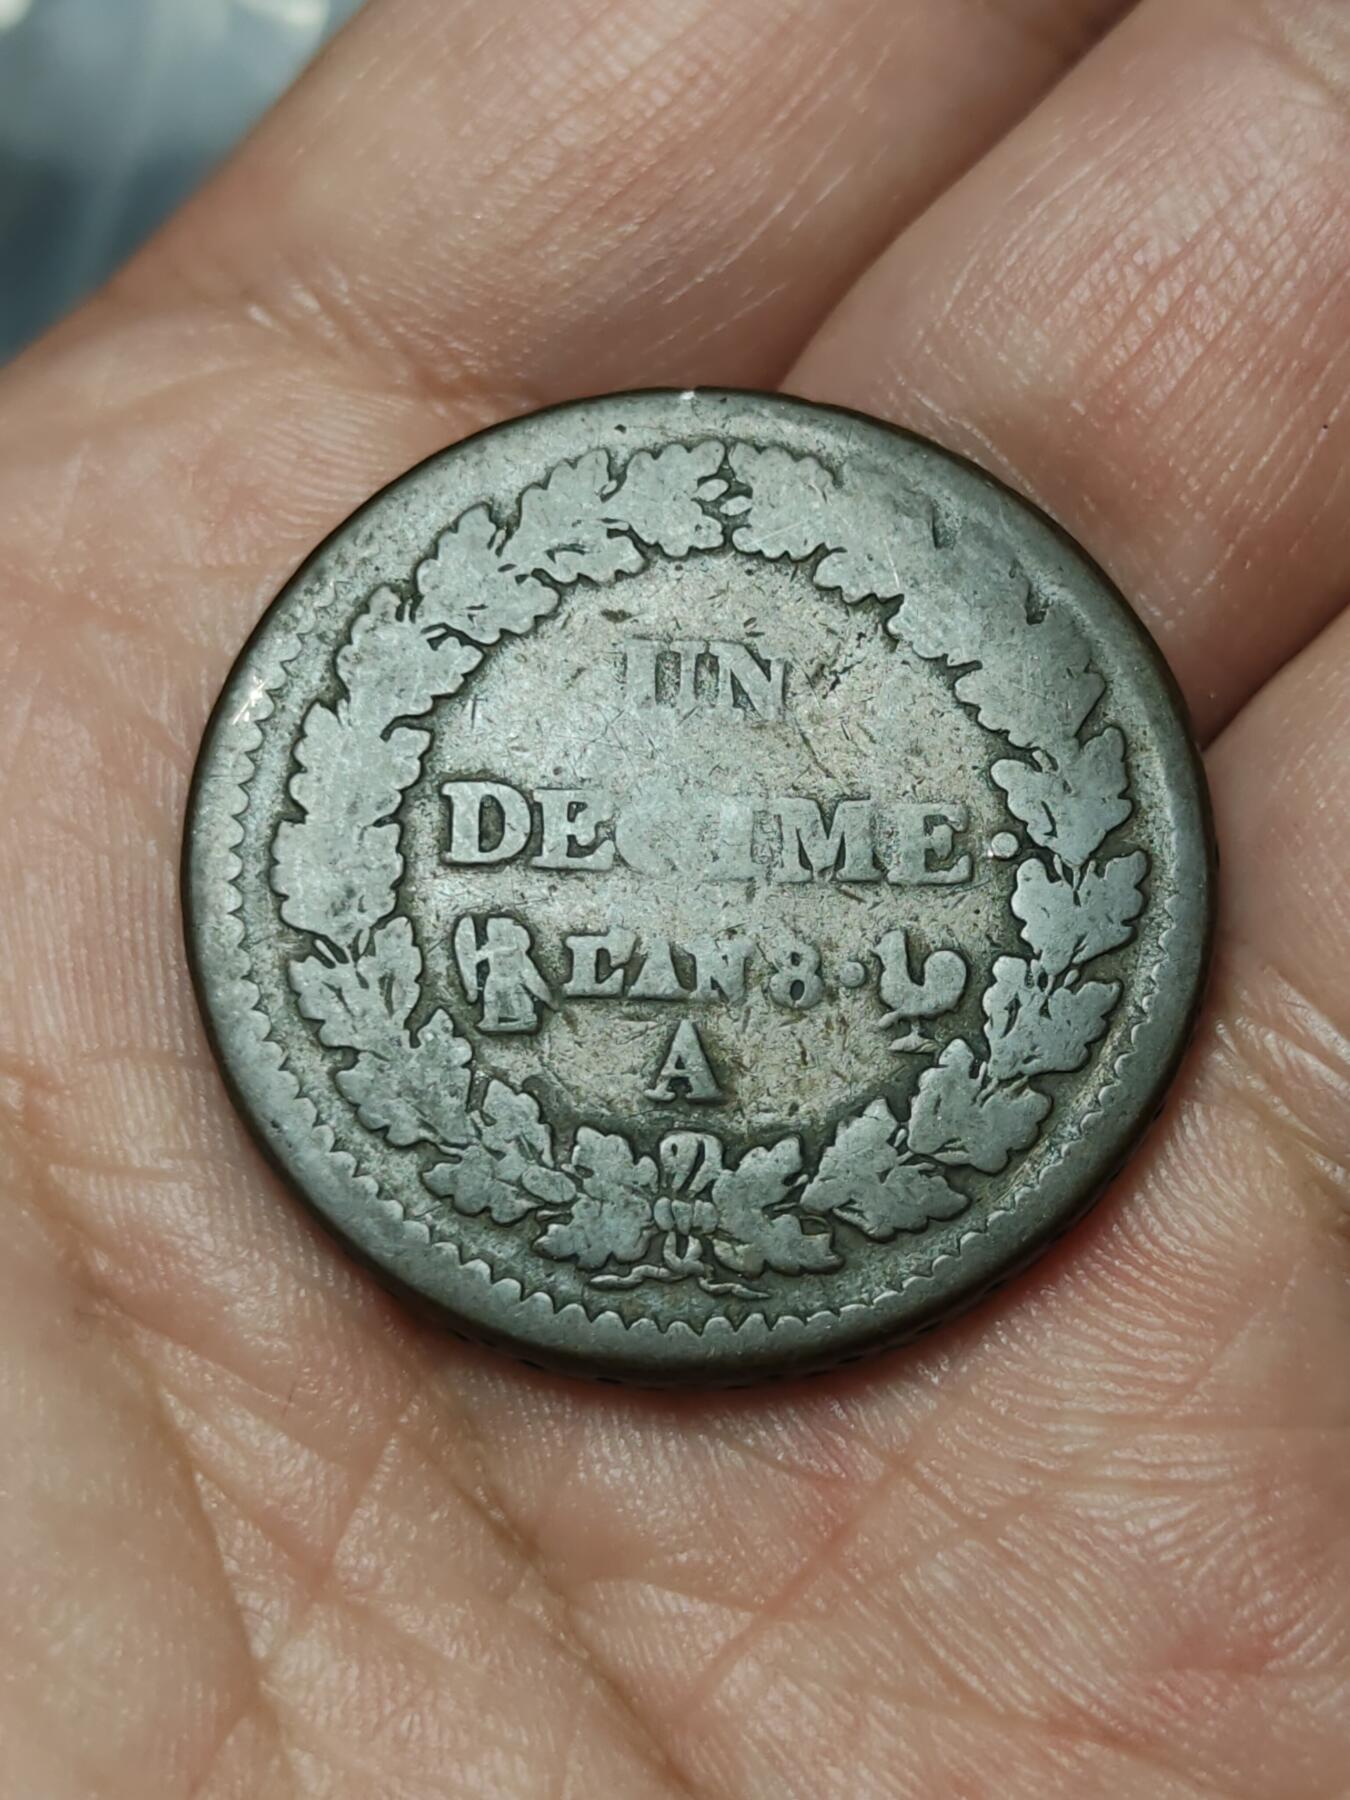 UN
DECIME.
L'AN 8.
A